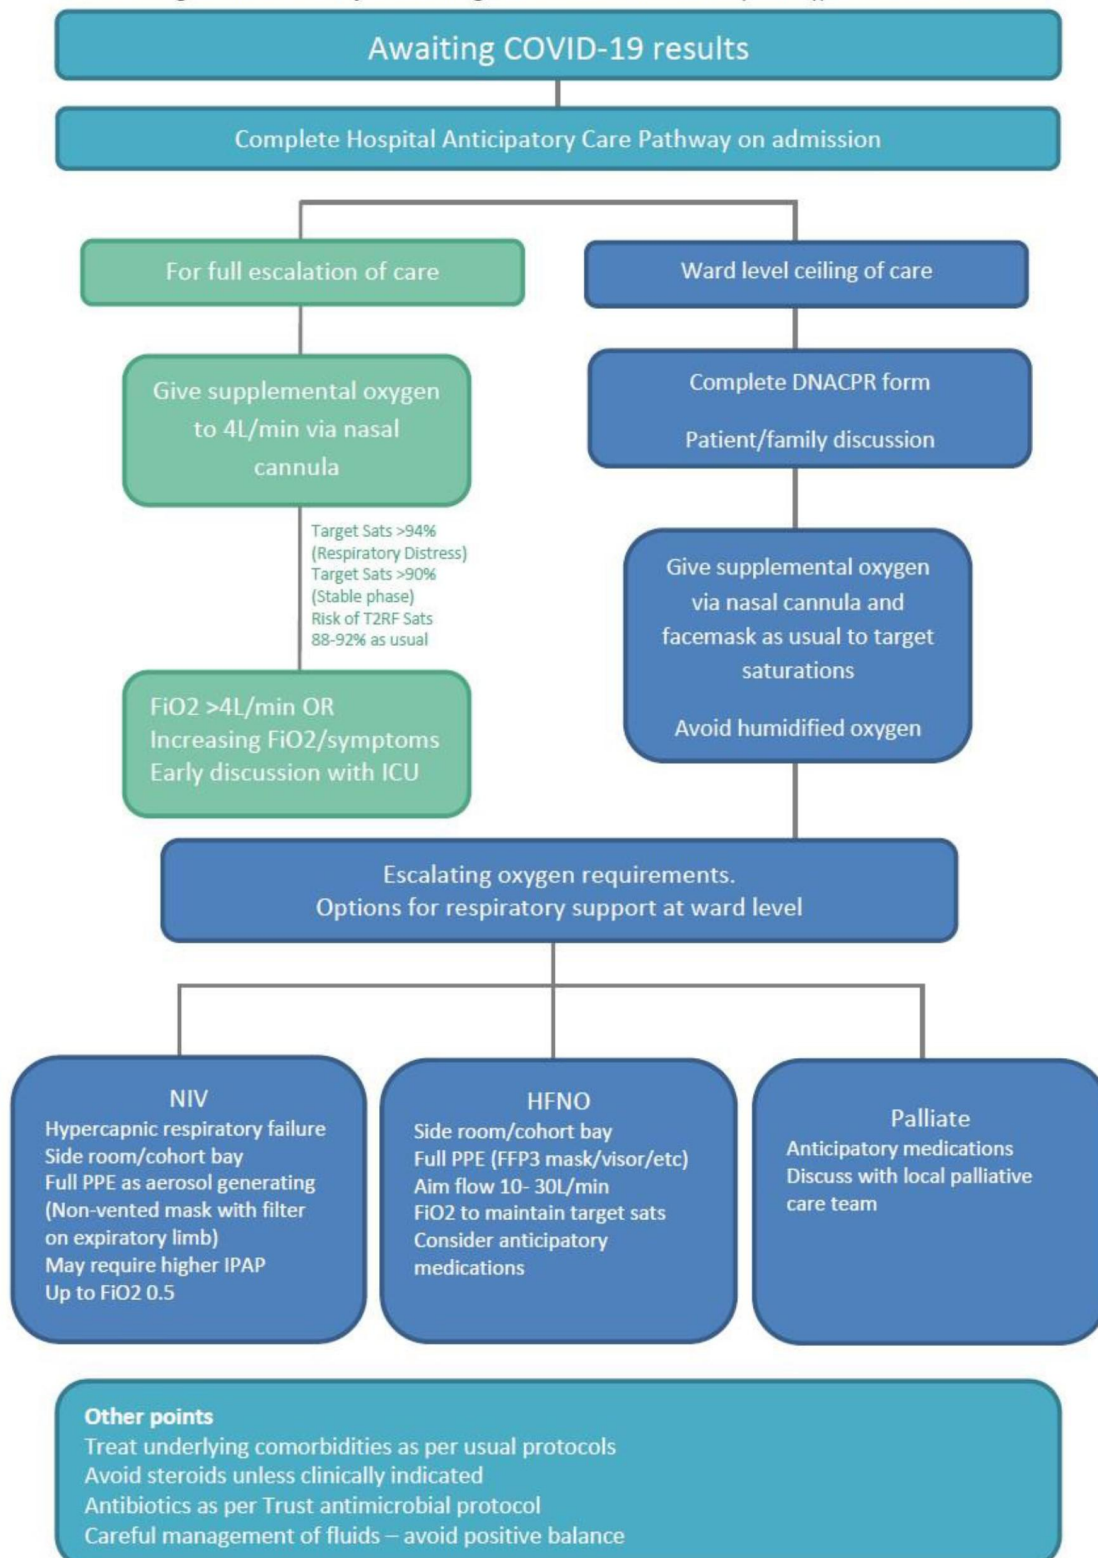 Awaiting COVID-19 results
Complete Hospital Anticipatory Care Pathway on admission
For full escalation of care
Give supplemental oxygen
to 4L/min via nasal
cannula
Target Sats >94%
(Respiratory Distress)
Target Sats >90%
(Stable phase)
Risk of T2RF Sats
88-92% as usual
FiO2 >4L/min OR
Increasing FiO2/symptoms
Early discussion with ICU
Ward level ceiling of care
Complete DNACPR form
Patient/family discussion
Give supplemental oxygen
via nasal cannula and
facemask as usual to target
saturations
Avoid humidified oxygen
Escalating oxygen requirements.
Options for respiratory support at ward level
NIV
Hypercapnic respiratory failure
Side room/cohort bay
Full PPE as aerosol generating
(Non-vented mask with filter
on expiratory limb)
May require higher IPAP
Up to FiO2 0.5
HFNO
Side room/cohort bay
Full PPE (FFP3 mask/visor/etc)
Aim flow 10- 30L/min
FiO2 to maintain target sats
Consider anticipatory
medications
Palliate
Anticipatory medications
Discuss with local palliative
care team
Other points
Treat underlying comorbidities as per usual protocols
Avoid steroids unless clinically indicated
Antibiotics as per Trust antimicrobial protocol
Careful management of fluids – avoid positive balance